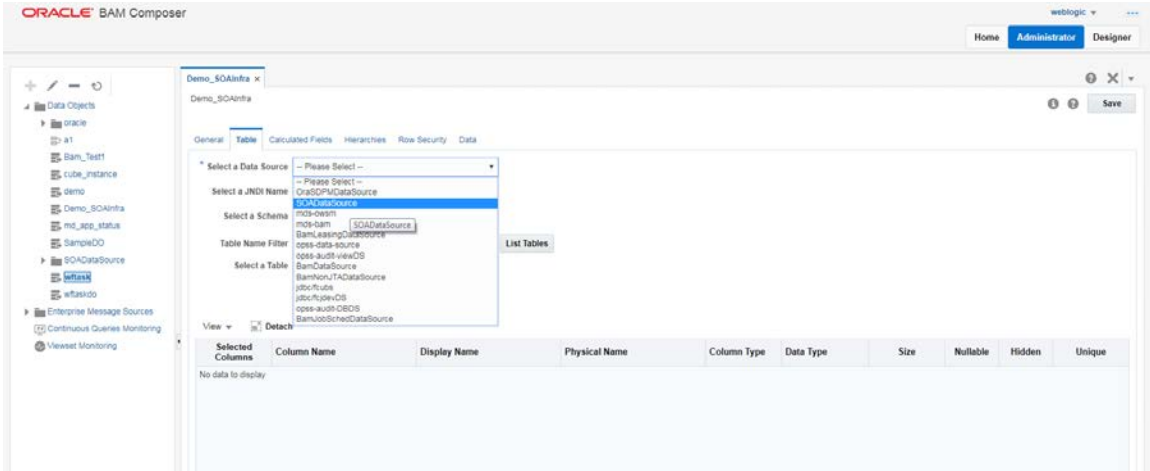 ORACLE BAM Composer
weblogic
Home Administrator Designer
Demo_SOAInfra
Demo_SOAInfra
Save
Data Objects
oracle
a1
Bam_Test1
cube_instance
demo
Demo_SOAInfra
md_app_status
SampleDO
SOADataSource
wftask
wftaskdo
Enterprise Message Sources
Continuous Queries Monitoring
Viewset Monitoring
General Table Calculated Fields Hierarchies Row Security Data
* Select a Data Source -- Please Select --
Select a JNDI Name
Select a Schema
Table Name Filter
List Tables
Select a Table
-- Please Select --
OraSDPMDataSource
SOADataSource
mds-owsm
mds-bam
SOADataSource
BamLeasingDataSource
opss-data-source
opss-audit-viewDS
BamDataSource
BamNonJTADataSource
jdbc/fcubs
jdbc/fcjdevDS
opss-audit-DBDS
BamJobSchedDataSource
View Detach
Selected Columns Column Name Display Name Physical Name Column Type Data Type Size Nullable Hidden Unique
No data to display